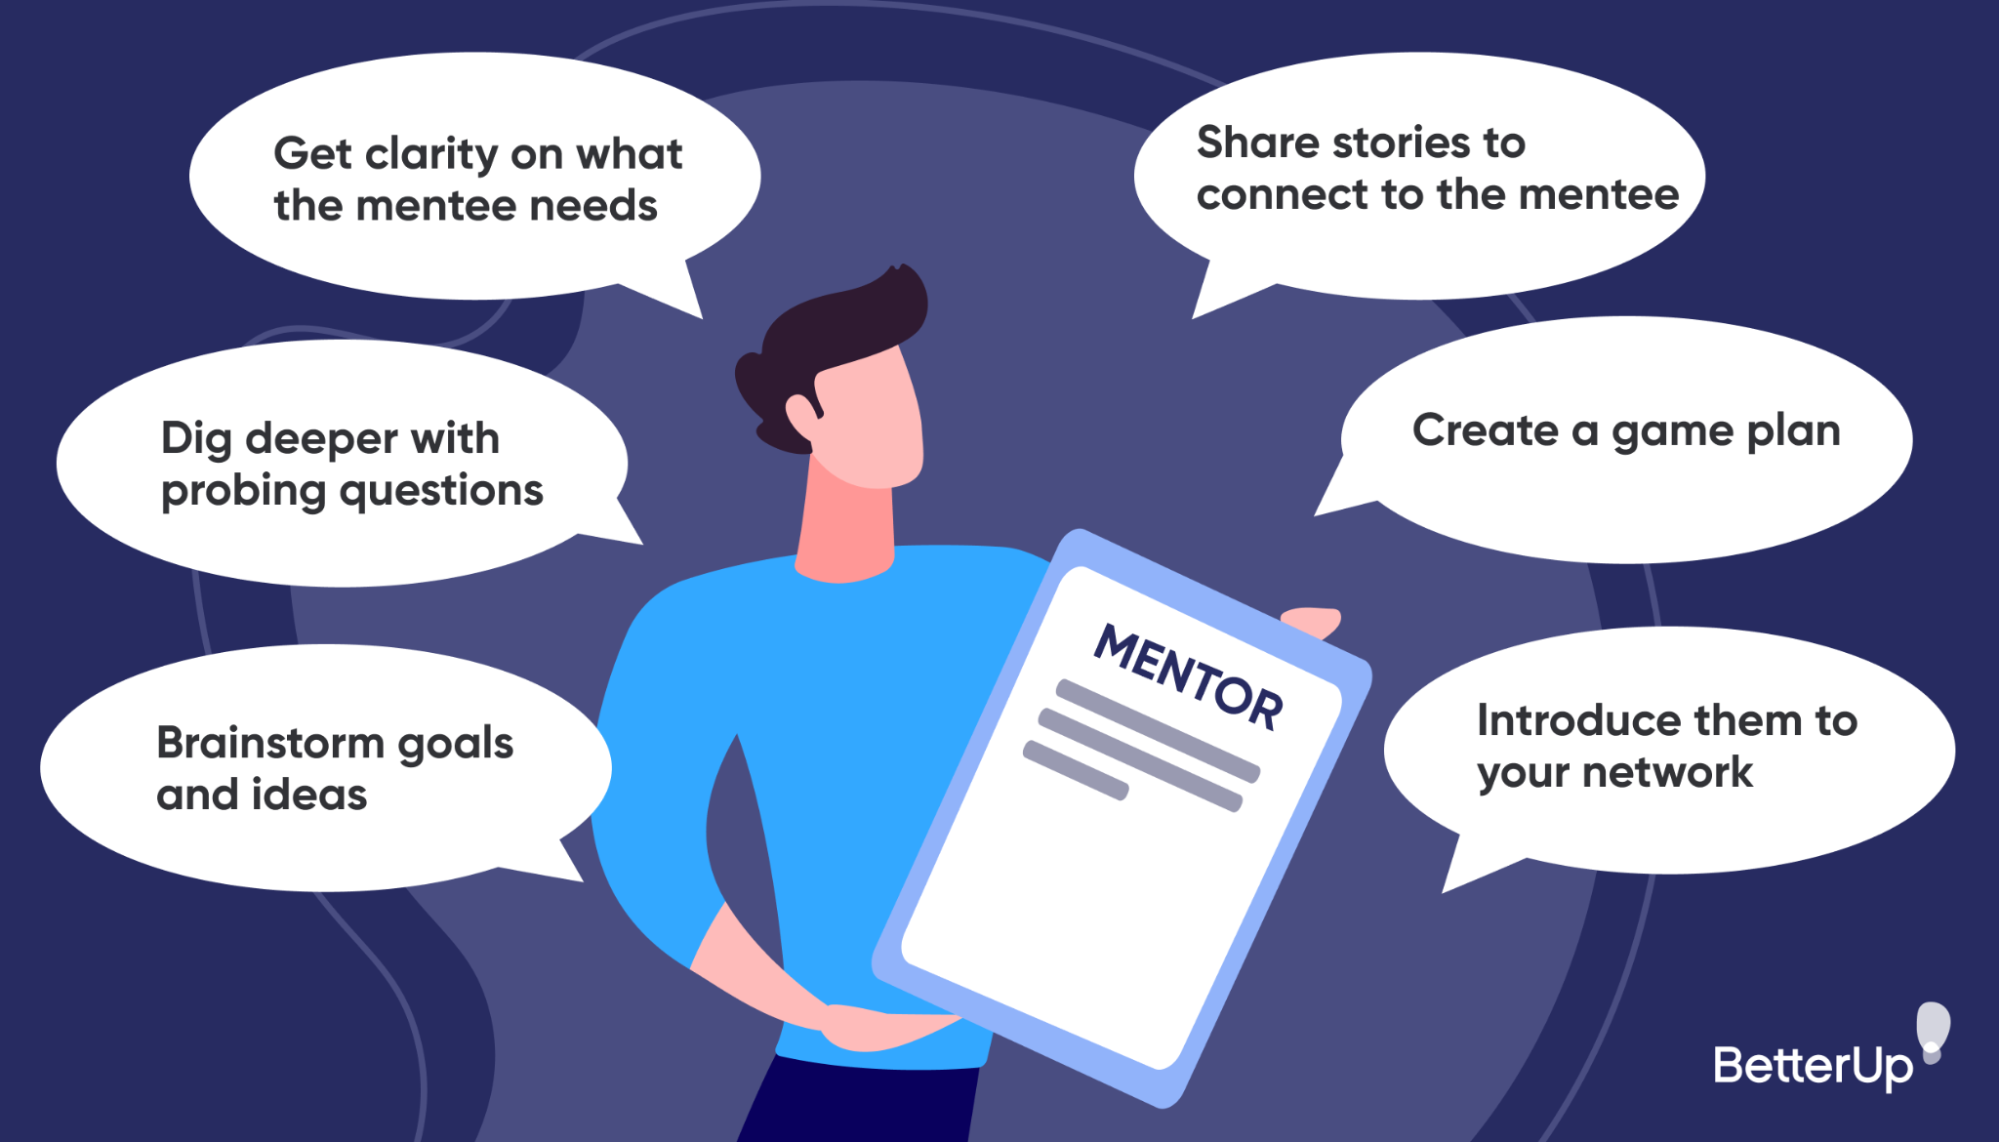 Get clarity on what
the mentee needs
Share stories to
connect to the mentee
Dig deeper with
probing questions
Create a game plan
Brainstorm goals
and ideas
Introduce them to
your network
MENTOR
BetterUp